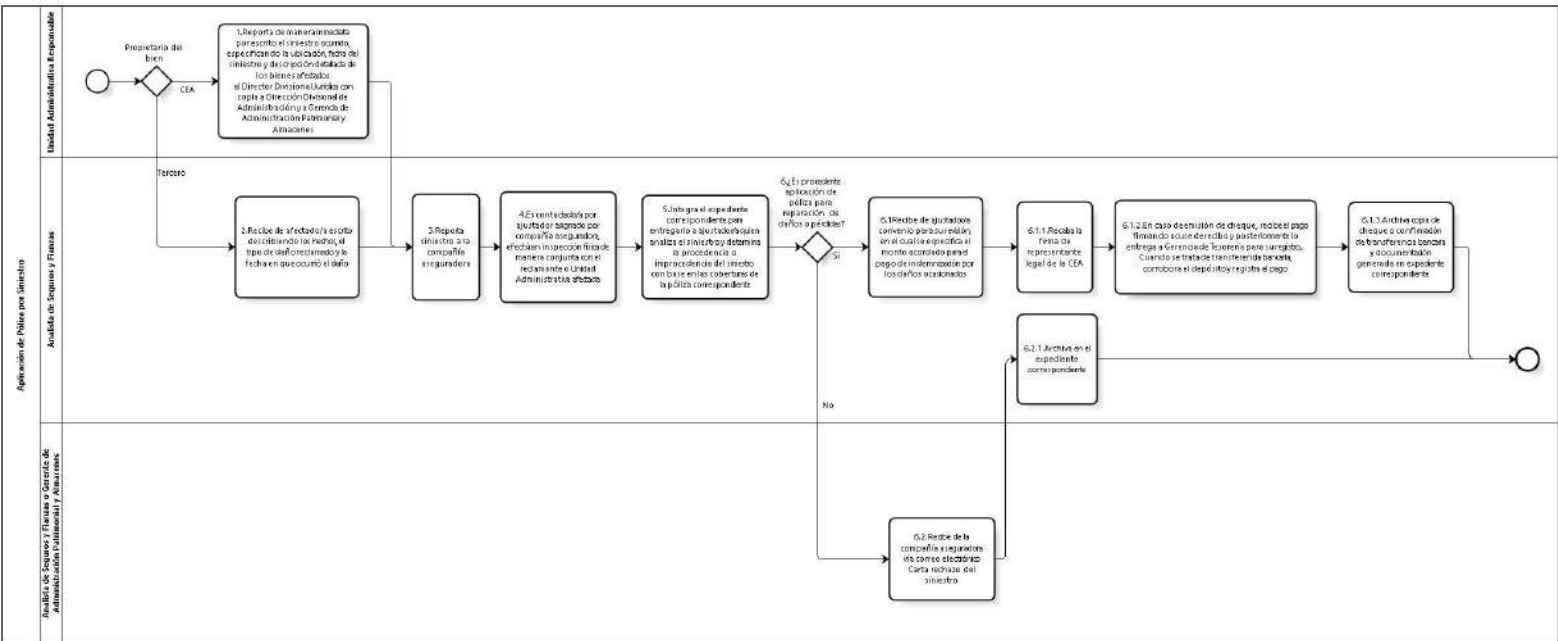 Aplicación de Póliza por Siniestro
Unidad Administrativa Responsable
Propietario del
bien
CEA
1.Reporta de manera inmediata
por escrito el siniestro ocurrido,
especificando la ubicación, fecha del
siniestro y descripción detallada de
los bienes afectados
al Director Divisional Jurídica con
copia a Dirección Divisional de
Administración y a Gerencia de
Administración Patrimonial y
Almacenes
Analista de Seguros y Fianzas
Tercero
2.Recibe de afectado/a escrito
describiendo los hechos, el
tipo de daño reclamado y la
fecha en que ocurrió el daño
3.Reporta
siniestro a la
compañía
aseguradora
4.Es contactado/a por
ajustador asignado por
compañía aseguradora,
efectúan inspección física de
manera conjunta con el
reclamante o Unidad
Administrativa afectada
5.Integra el expediente
correspondiente para
entregarlo a ajustador/a quien
analiza el siniestro y determina
la procedencia o
improcedencia del siniestro
con base en las coberturas de
la póliza correspondiente
6.¿Es procedente
aplicación de
póliza para
reparación de
daños o pérdidas?
Si
6.1Recibe de ajustador/a
convenio para su revisión,
en el cual se especifica el
monto acordado para el
pago de indemnización por
los daños ocasionados
6.1.1.Recaba la
firma de
representante
legal de la CEA
6.1.2.En caso de emisión de cheque, recibe el pago
firmando acuse de recibo y posteriormente lo
entrega a Gerencia de Tesorería para su registro.
Cuando se trata de transferencia bancaria,
corrobora el depósito y registra el pago
6.1.3.Archiva copia de
cheque o confirmación
de transferencia bancaria
y documentación
generada en expediente
correspondiente
6.2.1.Archiva en el
expediente
correspondiente
No
Analista de Seguros y Fianzas o Gerente de
Administración Patrimonial y Almacenes
6.2.Recibe de la
compañía aseguradora
vía correo electrónico
Carta rechazo del
siniestro